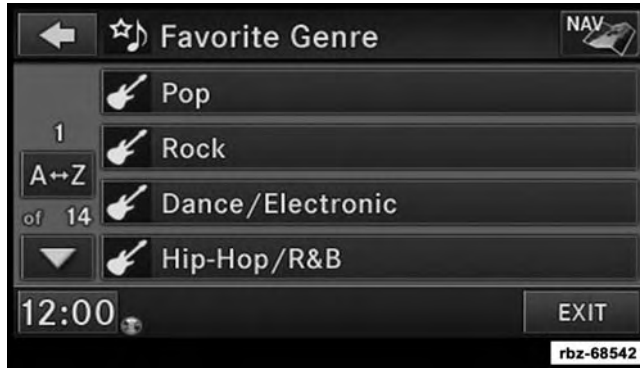 Favorite Genre
NAV
Pop
1
Rock
A↔Z
Dance/Electronic
of 14
Hip-Hop/R&B
12:00
EXIT
rbz-68542